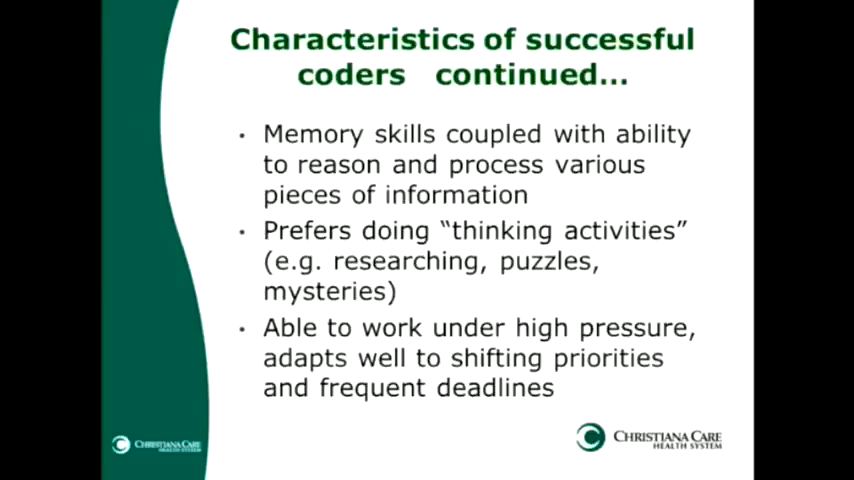 Characteristics of successful
coders continued...
• Memory skills coupled with ability
to reason and process various
pieces of information
• Prefers doing “thinking activities”
(e.g. researching, puzzles,
mysteries)
• Able to work under high pressure,
adapts well to shifting priorities
and frequent deadlines
CHRISTIANA CARE
HEALTH SYSTEM
CHRISTIANA CARE
HEALTH SYSTEM